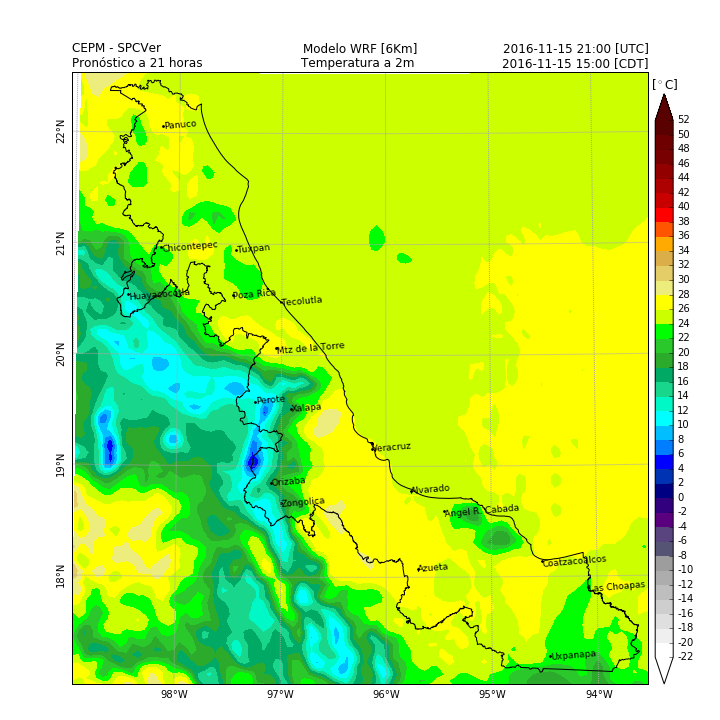 CEPM - SPCVer Modelo WRF [6Km] 2016-11-15 21:00 [UTC]
Pronóstico a 21 horas Temperatura a 2m 2016-11-15 15:00 [CDT]
[°C]
52
50
48
46
44
42
40
38
36
34
32
30
28
26
24
22
20
18
16
14
12
10
8
6
4
2
0
-2
-4
-6
-8
-10
-12
-14
-16
-18
-20
-22
22°N
21°N
20°N
19°N
18°N
Panuco
Chicontepec
Tuxpan
Huayacocotla
Poza Rica
Tecolutla
Mtz de la Torre
Perote
Xalapa
Veracruz
Orizaba
Alvarado
Zongolica
Angel R. Cabada
Azueta
Coatzacoalcos
Las Choapas
Uxpanapa
98°W 97°W 96°W 95°W 94°W